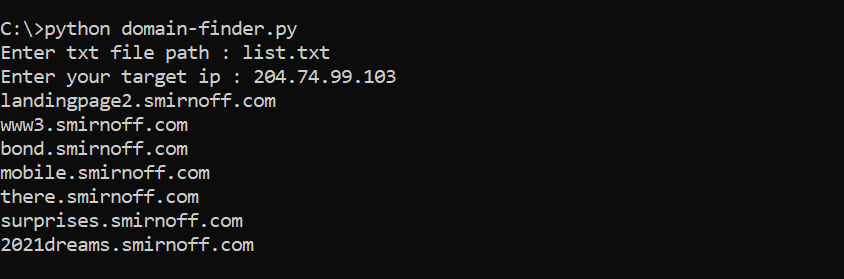 C:\>python domain-finder.py
Enter txt file path : list.txt
Enter your target ip : 204.74.99.103
landingpage2.smirnoff.com
www3.smirnoff.com
bond.smirnoff.com
mobile.smirnoff.com
there.smirnoff.com
surprises.smirnoff.com
2021dreams.smirnoff.com